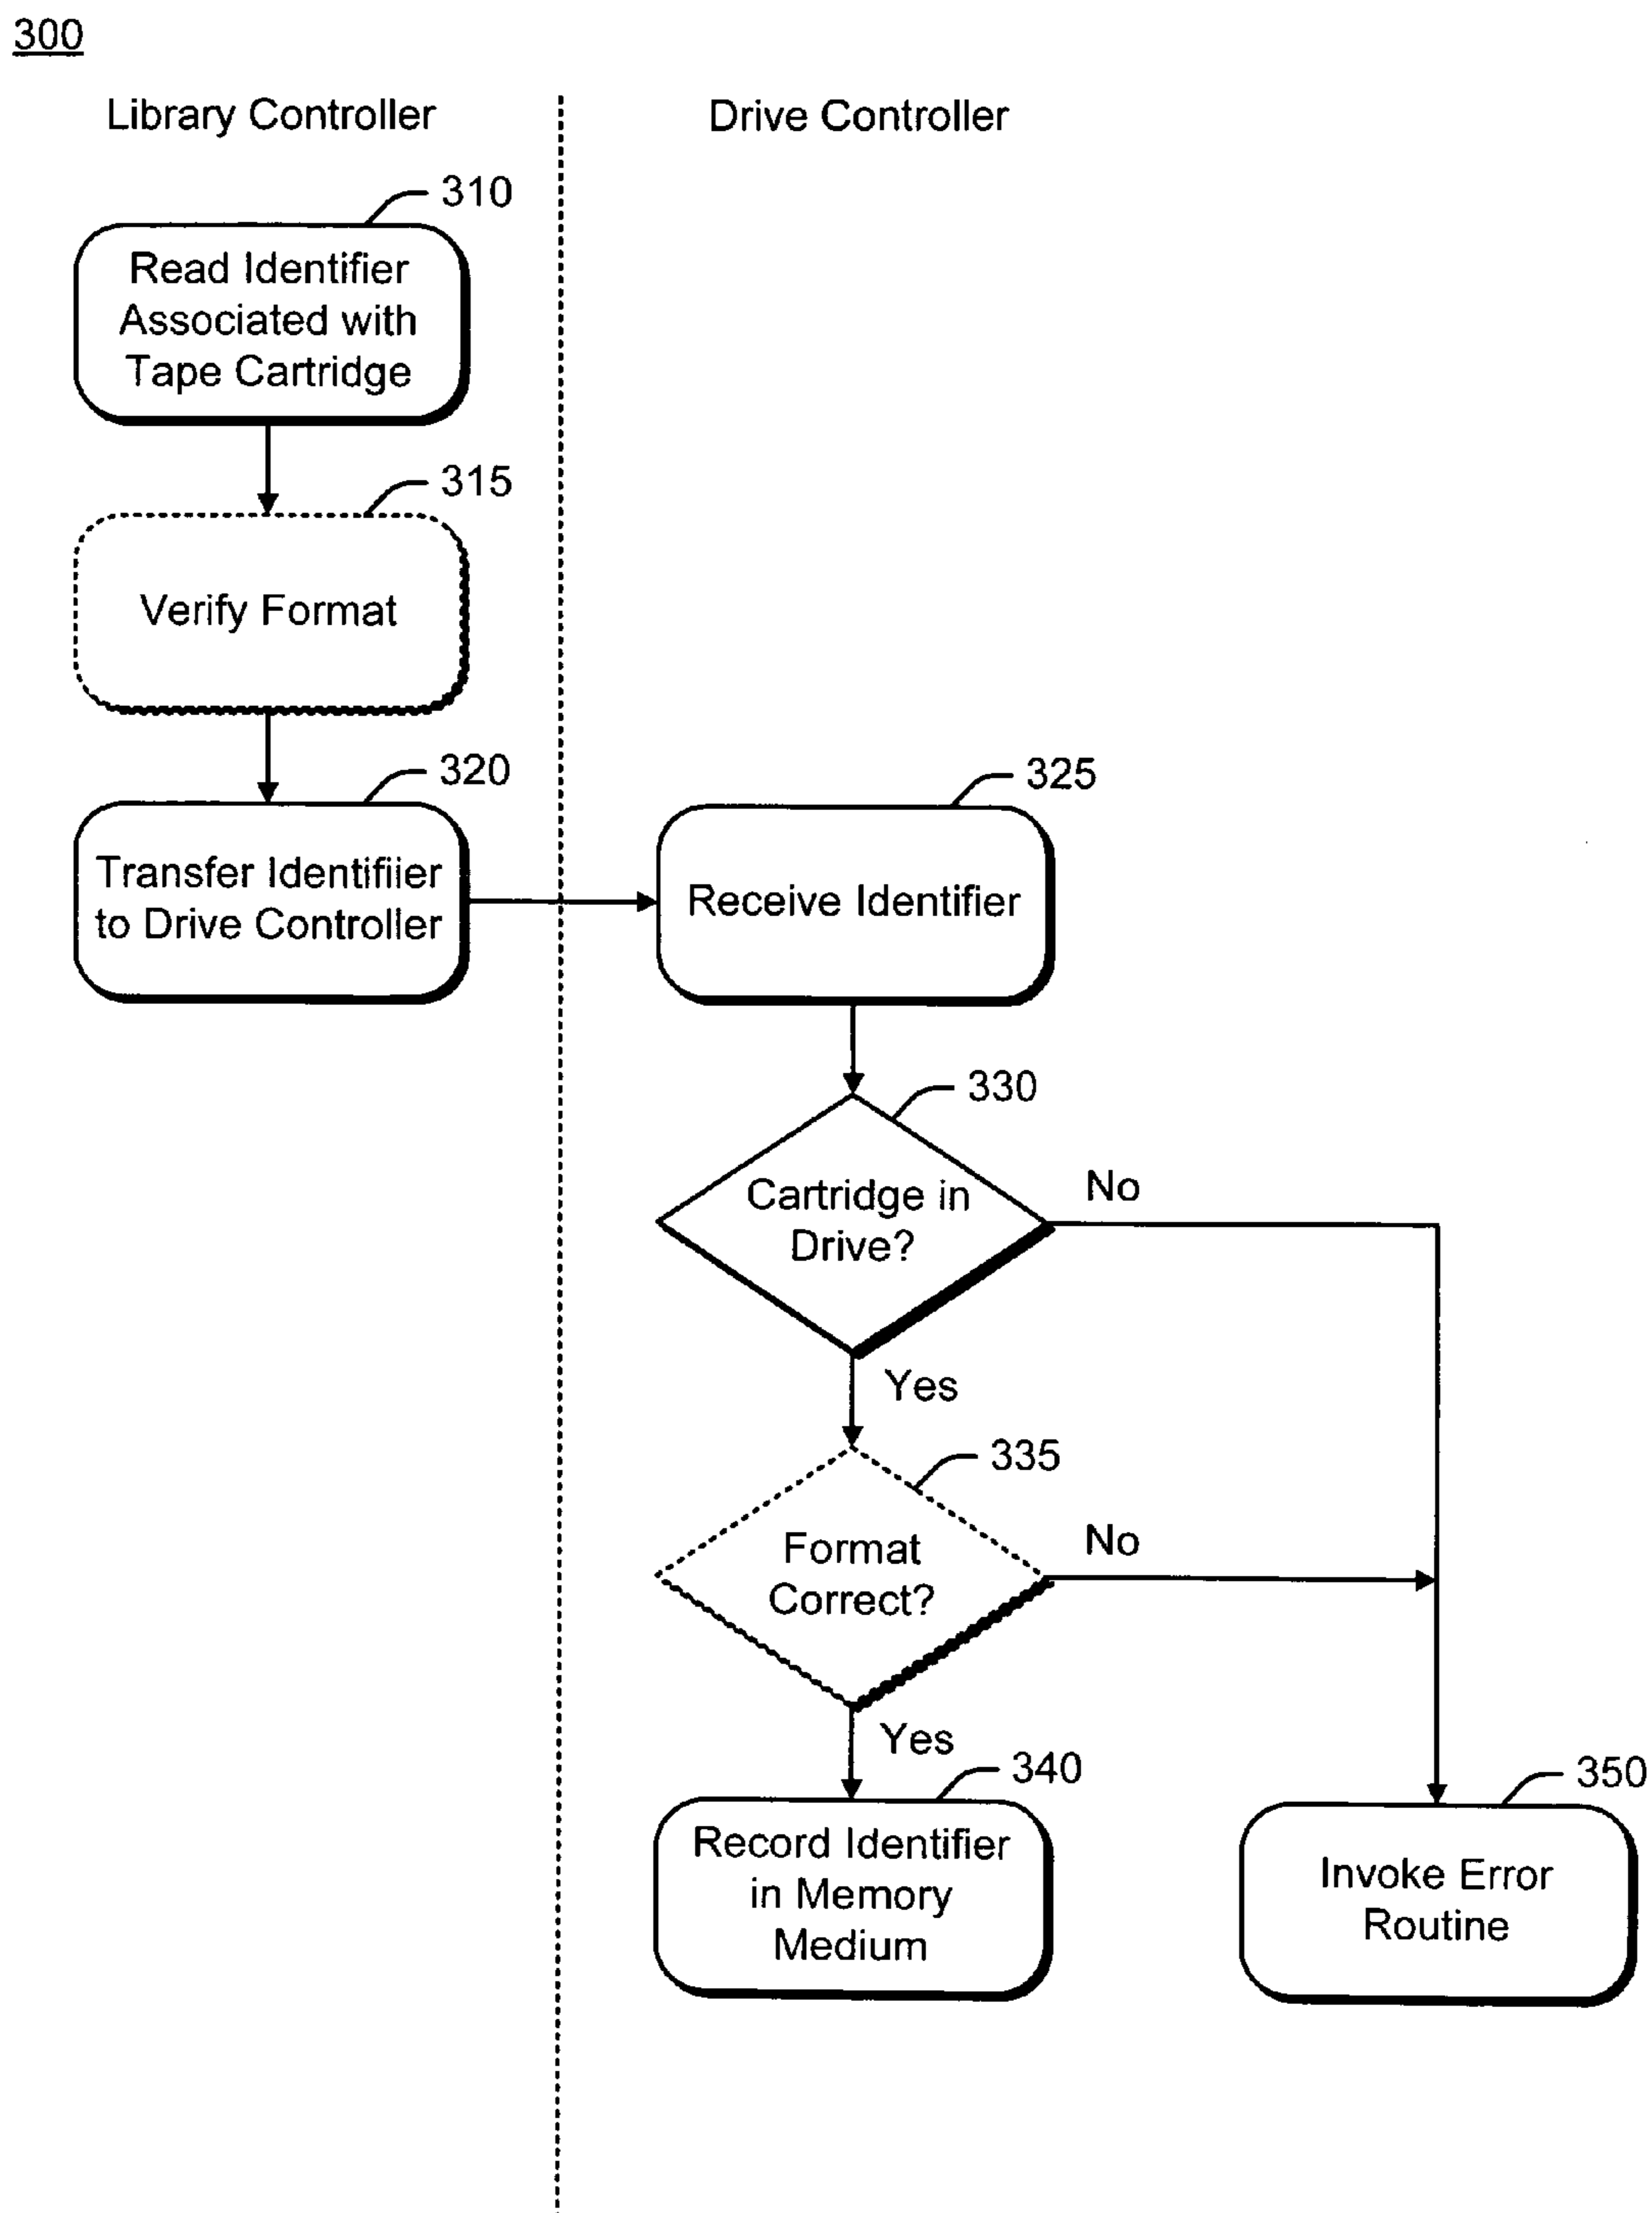 300
Library Controller
Drive Controller
310
Read Identifier
Associated with
Tape Cartridge
315
Verify Format
320
Transfer Identifiier
to Drive Controller
325
Receive Identifier
330
Cartridge in
Drive?
No
Yes
335
Format
Correct?
No
Yes
340
Record Identifier
in Memory
Medium
350
Invoke Error
Routine